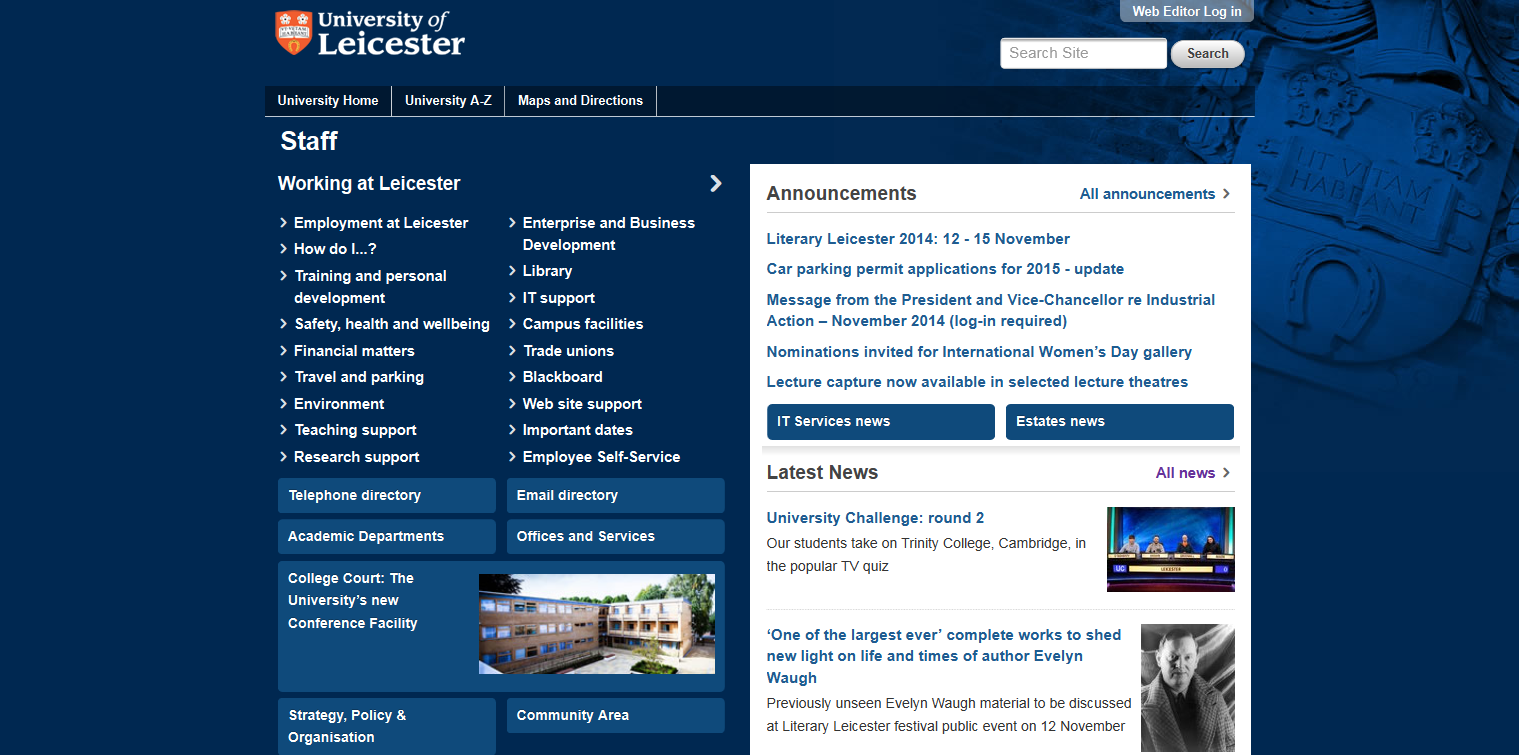 University of
Leicester
Web Editor Log in
Search Site
Search
University Home
University A-Z
Maps and Directions
Staff
Working at Leicester
Employment at Leicester
How do I...?
Training and personal
development
Safety, health and wellbeing
Financial matters
Travel and parking
Environment
Teaching support
Research support
Enterprise and Business
Development
Library
IT support
Campus facilities
Trade unions
Blackboard
Web site support
Important dates
Employee Self-Service
Telephone directory
Email directory
Academic Departments
Offices and Services
College Court: The
University’s new
Conference Facility
Strategy, Policy &
Organisation
Community Area
Announcements
All announcements
Literary Leicester 2014: 12 - 15 November
Car parking permit applications for 2015 - update
Message from the President and Vice-Chancellor re Industrial
Action – November 2014 (log-in required)
Nominations invited for International Women’s Day gallery
Lecture capture now available in selected lecture theatres
IT Services news
Estates news
Latest News
All news
University Challenge: round 2
Our students take on Trinity College, Cambridge, in
the popular TV quiz
UC
LEICESTER
0
‘One of the largest ever’ complete works to shed
new light on life and times of author Evelyn
Waugh
Previously unseen Evelyn Waugh material to be discussed
at Literary Leicester festival public event on 12 November
UT VITAM
HABEANT